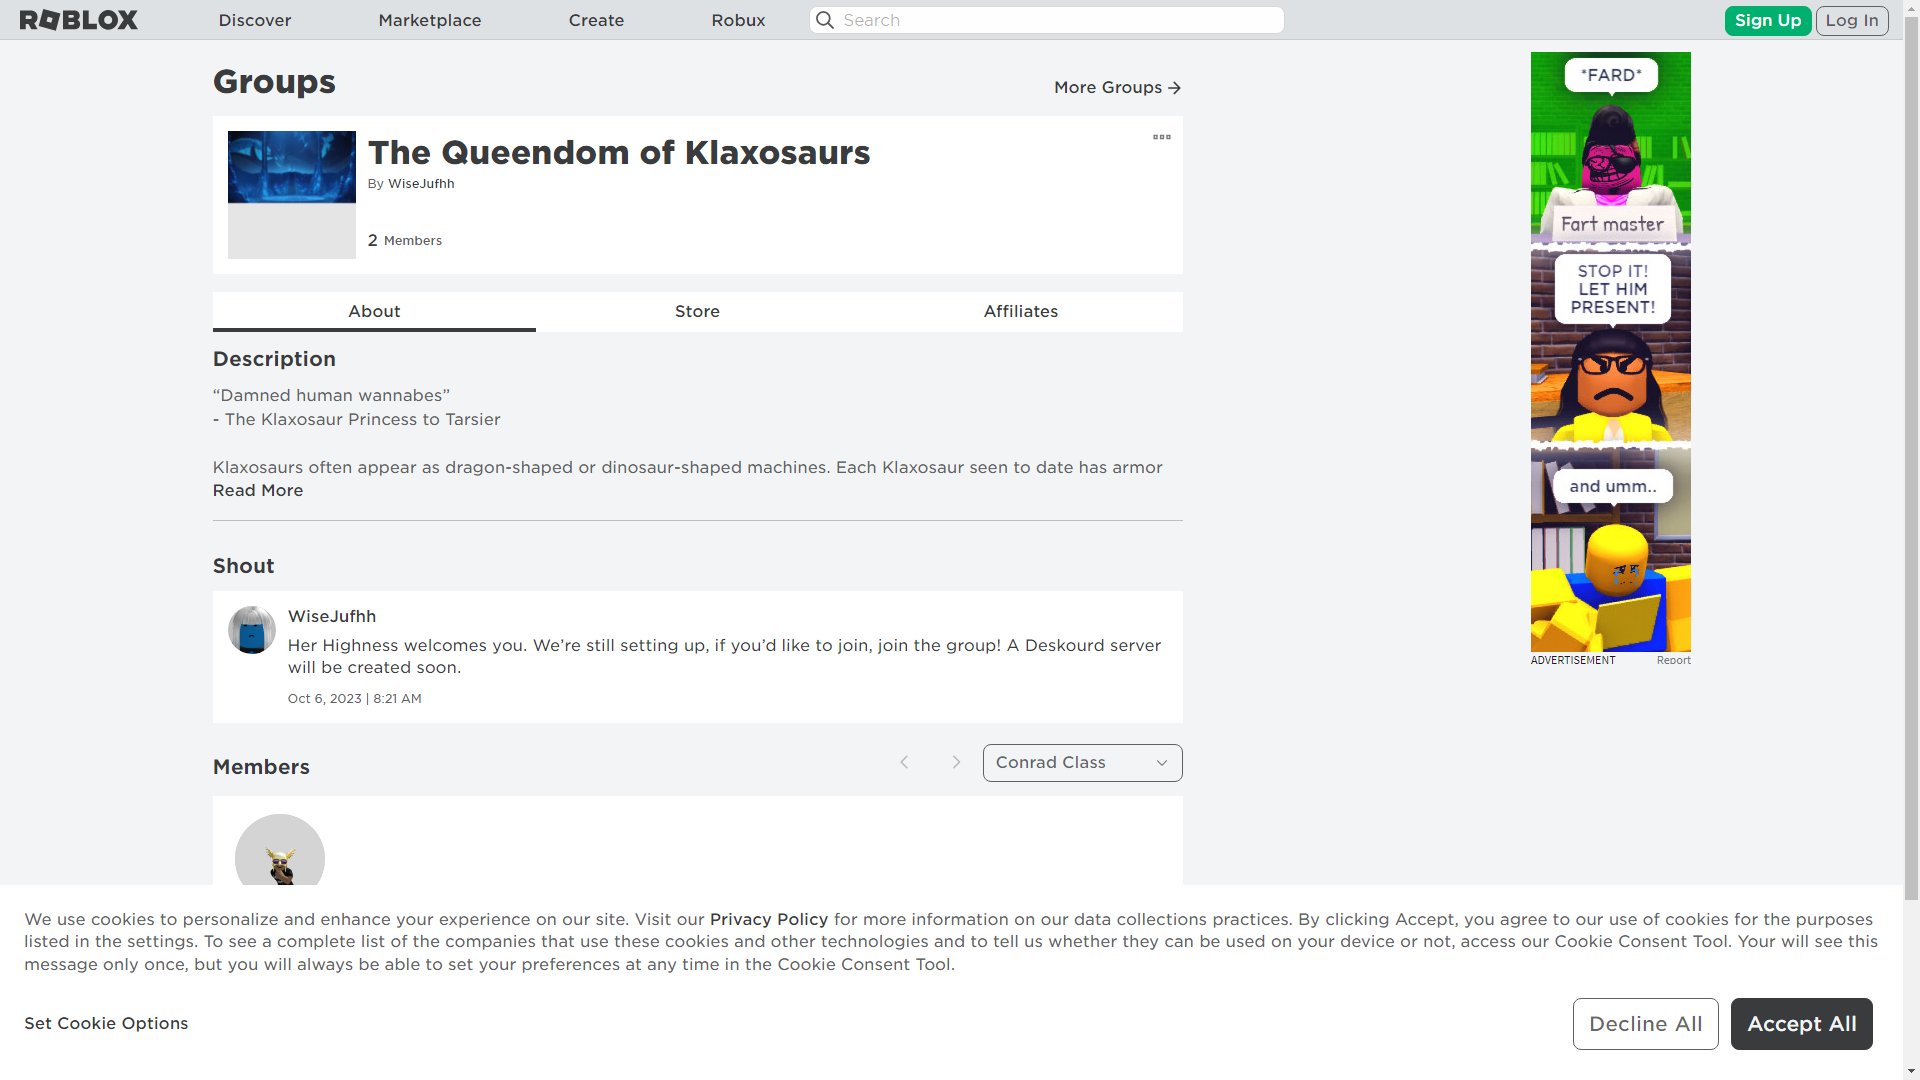 ROBLOX
Discover
Marketplace
Create
Robux
Search
Sign Up
Log In
Groups
More Groups
The Queendom of Klaxosaurs
By WiseJufhh
2 Members
About
Store
Affiliates
Description
“Damned human wannabes”
- The Klaxosaur Princess to Tarsier
Klaxosaurs often appear as dragon-shaped or dinosaur-shaped machines. Each Klaxosaur seen to date has armor
Read More
Shout
WiseJufhh
Her Highness welcomes you. We’re still setting up, if you’d like to join, join the group! A Deskourd server
will be created soon.
Oct 6, 2023 | 8:21 AM
Members
Conrad Class
*FARD*
Fart master
STOP IT!
LET HIM
PRESENT!
and umm..
ADVERTISEMENT
Report
We use cookies to personalize and enhance your experience on our site. Visit our Privacy Policy for more information on our data collections practices. By clicking Accept, you agree to our use of cookies for the purposes
listed in the settings. To see a complete list of the companies that use these cookies and other technologies and to tell us whether they can be used on your device or not, access our Cookie Consent Tool. Your will see this
message only once, but you will always be able to set your preferences at any time in the Cookie Consent Tool.
Set Cookie Options
Decline All
Accept All